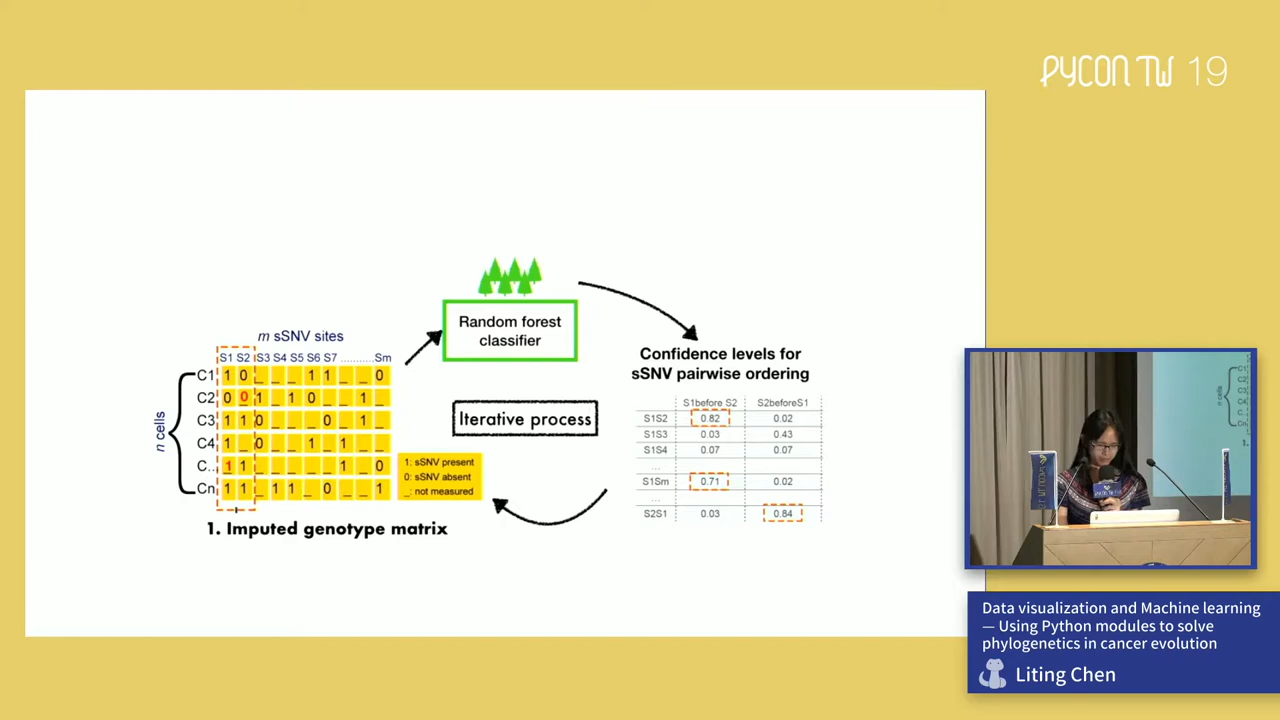 PYCON TW 19
m sSNV sites
S1 S2 S3 S4 S5 S6 S7 .......... Sm
C1 1 0 _ _ _ 1 1 _ _ 0
C2 0 0 1 _ 1 0 _ _ 1 _
C3 1 1 0 _ _ _ 0 _ 1 _
C4 1 _ 0 _ _ 1 _ 1 _ _
C.. 1 1 _ _ _ _ _ 1 _ 0
Cn 1 1 _ 1 1 _ 0 _ _ 1
n cells
1: sSNV present
0: sSNV absent
_: not measured
1. Imputed genotype matrix
Random forest
classifier
Iterative process
Confidence levels for
sSNV pairwise ordering
S1before S2 S2beforeS1
S1S2 0.82 0.02
S1S3 0.03 0.43
S1S4 0.07 0.07
...
S1Sm 0.71 0.02
...
S2S1 0.03 0.84
Data visualization and Machine learning
— Using Python modules to solve
phylogenetics in cancer evolution
Liting Chen